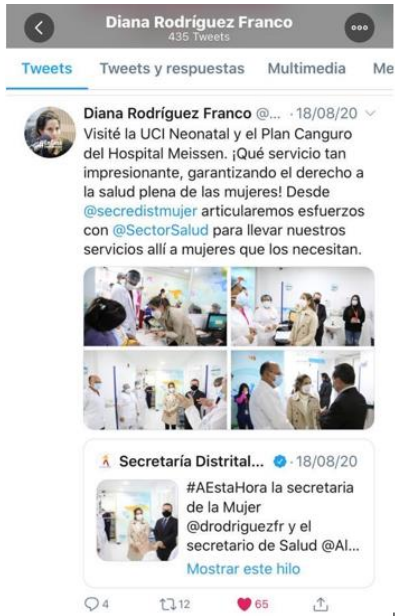 Diana Rodríguez Franco
435 Tweets
Tweets Tweets y respuestas Multimedia Me
Diana Rodríguez Franco @... · 18/08/20
Visité la UCI Neonatal y el Plan Canguro
del Hospital Meissen. ¡Qué servicio tan
impresionante, garantizando el derecho a
la salud plena de las mujeres! Desde
@secredistmujer articularemos esfuerzos
con @SectorSalud para llevar nuestros
servicios allí a mujeres que los necesitan.
Secretaría Distrital... · 18/08/20
#AEstaHora la secretaria
de la Mujer
@drodriguezfr y el
secretario de Salud @Al...
Mostrar este hilo
4 12 65